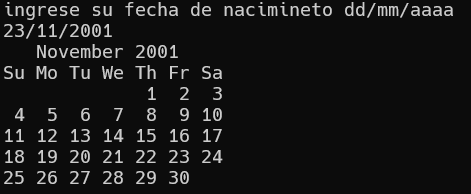 ingrese su fecha de nacimineto dd/mm/aaaa
23/11/2001
   November 2001
Su Mo Tu We Th Fr Sa
             1  2  3
 4  5  6  7  8  9 10
11 12 13 14 15 16 17
18 19 20 21 22 23 24
25 26 27 28 29 30